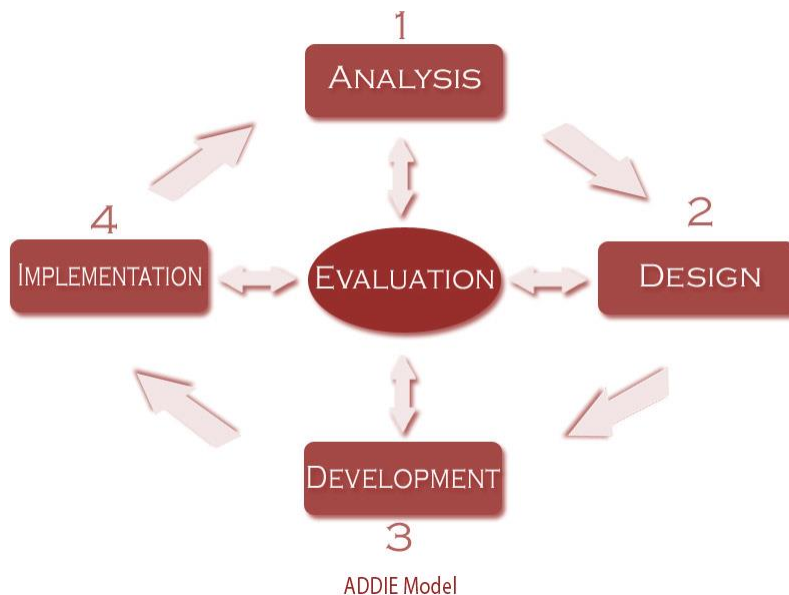 1
ANALYSIS
2
DESIGN
4
IMPLEMENTATION
EVALUATION
DEVELOPMENT
3
ADDIE Model